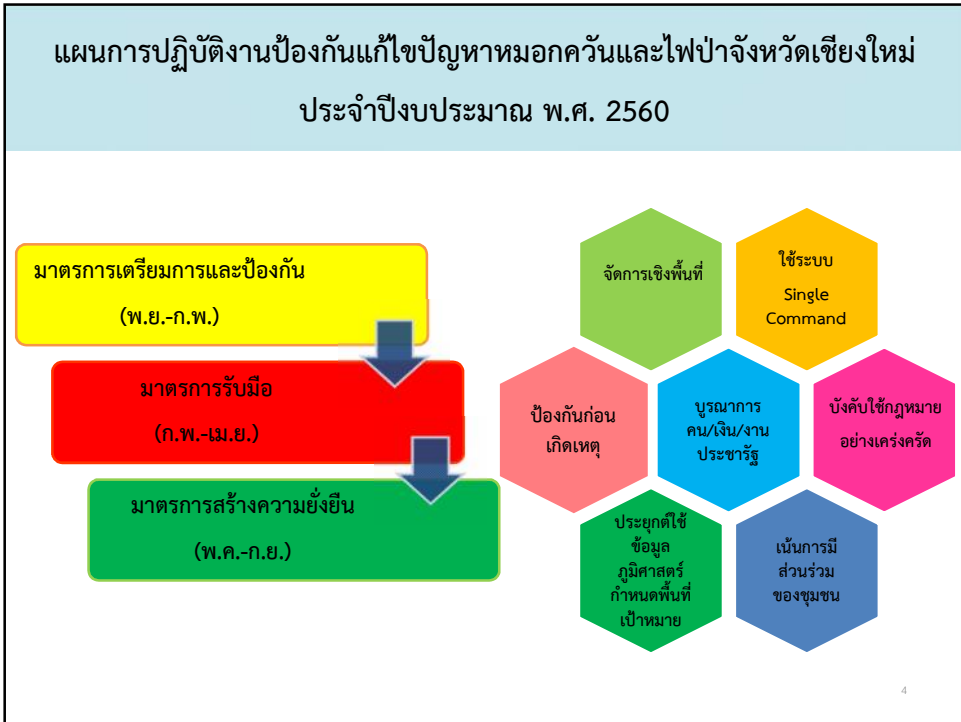 แผนการปฏิบัติงานป้องกันแก้ไขปัญหาหมอกควันและไฟป่าจังหวัดเชียงใหม่
ประจำปีงบประมาณ พ.ศ. 2560
มาตรการเตรียมการและป้องกัน
(พ.ย.-ก.พ.)
มาตรการรับมือ
(ก.พ.-เม.ย.)
มาตรการสร้างความยั่งยืน
(พ.ค.-ก.ย.)
จัดการเชิงพื้นที่
ใช้ระบบ
Single
Command
ป้องกันก่อน
เกิดเหตุ
บูรณาการ
คน/เงิน/งาน
ประชารัฐ
บังคับใช้กฎหมาย
อย่างเคร่งครัด
ประยุกต์ใช้
ข้อมูล
ภูมิศาสตร์
กำหนดพื้นที่
เป้าหมาย
เน้นการมี
ส่วนร่วม
ของชุมชน
4